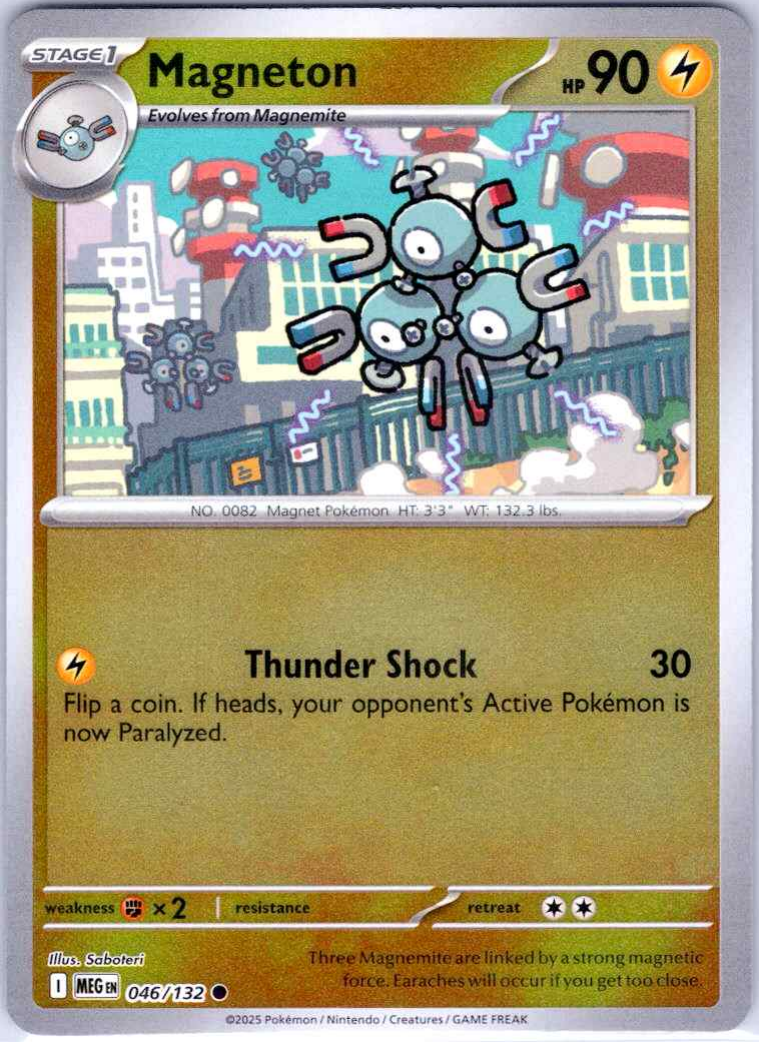 STAGE 1
Magneton
HP 90
Evolves from Magnemite
NO. 0082 Magnet Pokémon HT: 3'3" WT: 132.3 lbs.
Thunder Shock 30
Flip a coin. If heads, your opponent's Active Pokémon is
now Paralyzed.
weakness ×2 resistance retreat
Illus. Saboteri
Three Magnemite are linked by a strong magnetic
force. Earaches will occur if you get too close.
I MEG EN 046/132
©2025 Pokémon / Nintendo / Creatures / GAME FREAK